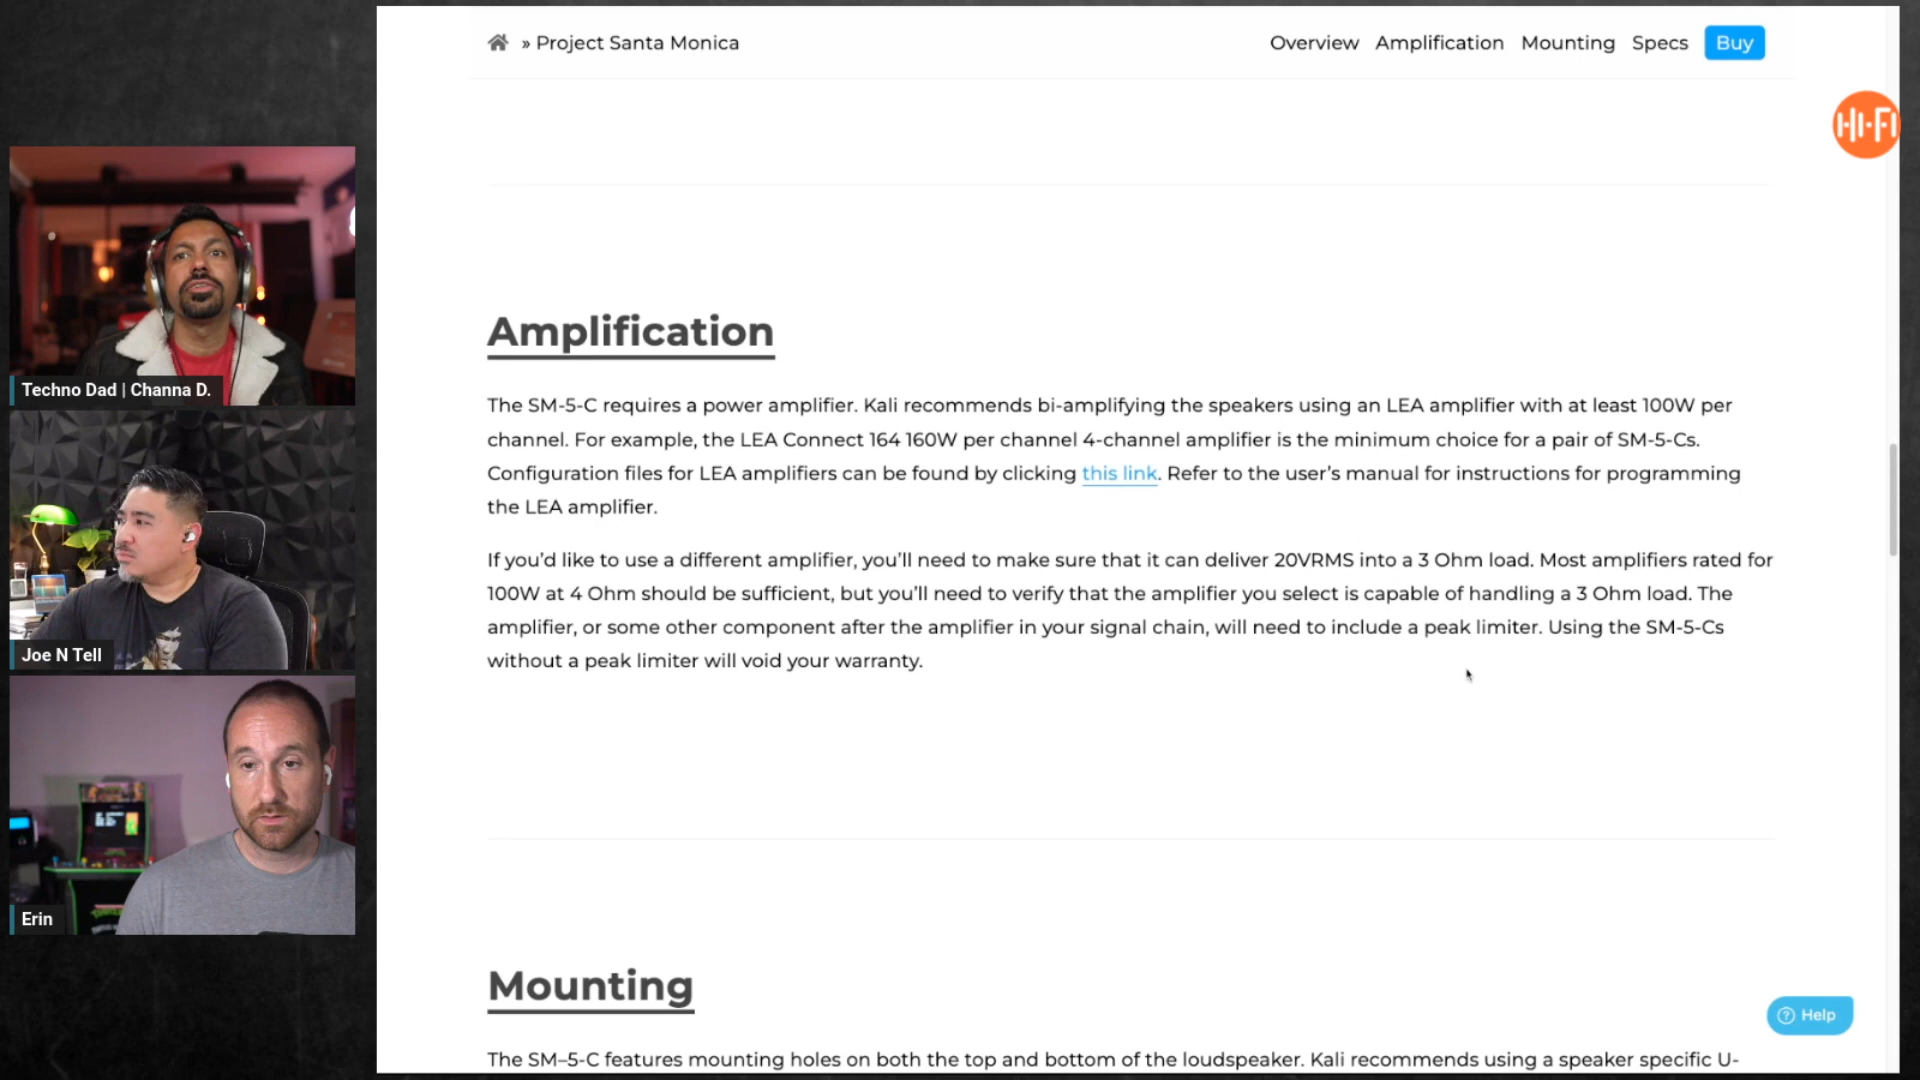 » Project Santa Monica
Overview Amplification Mounting Specs Buy
HI-FI
Amplification
The SM-5-C requires a power amplifier. Kali recommends bi-amplifying the speakers using an LEA amplifier with at least 100W per
channel. For example, the LEA Connect 164 160W per channel 4-channel amplifier is the minimum choice for a pair of SM-5-Cs.
Configuration files for LEA amplifiers can be found by clicking this link. Refer to the user’s manual for instructions for programming
the LEA amplifier.
If you’d like to use a different amplifier, you’ll need to make sure that it can deliver 20VRMS into a 3 Ohm load. Most amplifiers rated for
100W at 4 Ohm should be sufficient, but you’ll need to verify that the amplifier you select is capable of handling a 3 Ohm load. The
amplifier, or some other component after the amplifier in your signal chain, will need to include a peak limiter. Using the SM-5-Cs
without a peak limiter will void your warranty.
Mounting
The SM–5-C features mounting holes on both the top and bottom of the loudspeaker. Kali recommends using a speaker specific U-
? Help
Techno Dad | Channa D.
Joe N Tell
Erin